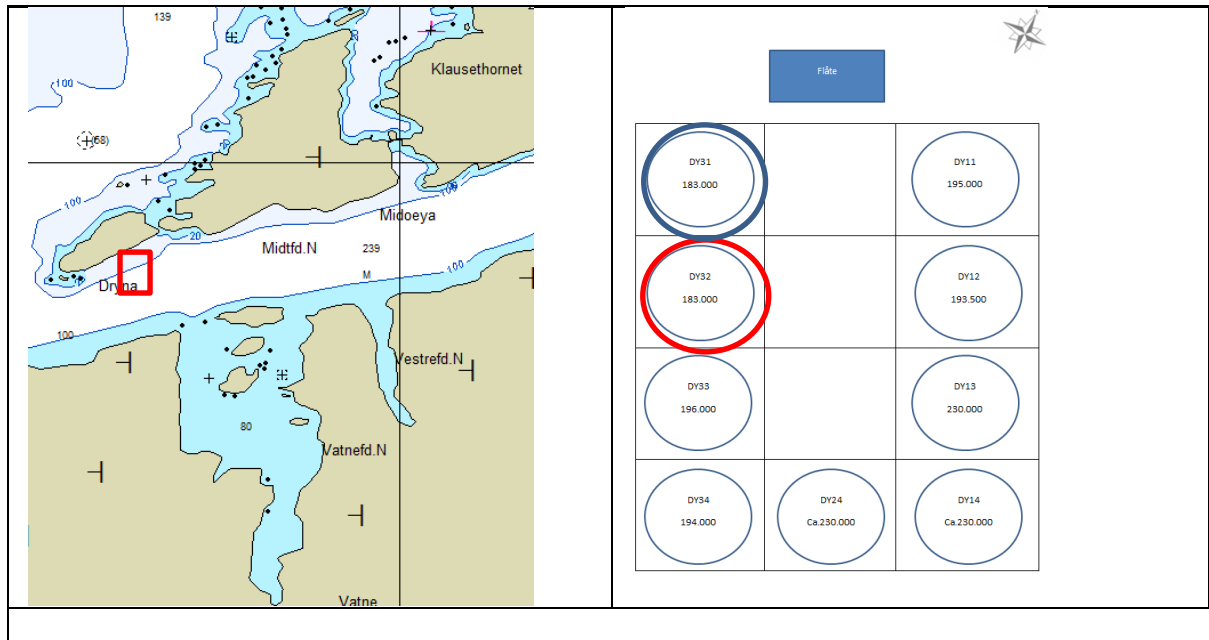 139
20
Klausethornet
100
(68)
100
100
Midoeya
20
Midtfd.N
239
M
100
Dryna
100
Vestrefd.N
80
Vatnefd.N
Vatne
Flåte
DY31
183.000
DY11
195.000
DY32
183.000
DY12
193.500
DY33
196.000
DY13
230.000
DY34
194.000
DY24
Ca.230.000
DY14
Ca.230.000